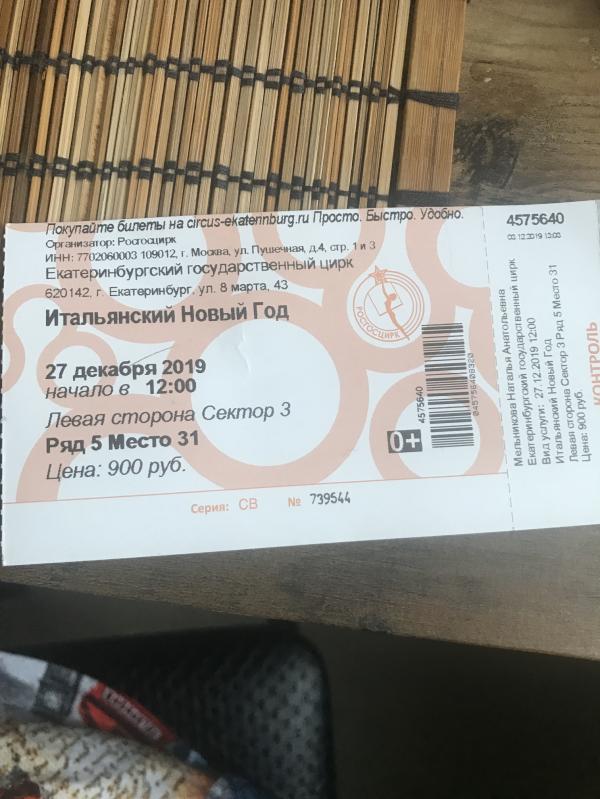 Покупайте билеты на circus-ekaterinburg.ru Просто. Быстро. Удобно.
Организатор: Росгосцирк
ИНН: 7702060003 109012, г. Москва, ул. Пушечная, д.4, стр. 1 и 3
Екатеринбургский государственный цирк
620142, г. Екатеринбург, ул. 8 марта, 43
Итальянский Новый Год
27 декабря 2019
начало в 12:00
Левая сторона Сектор 3
Ряд 5 Место 31
Цена: 900 руб.
РОСГОСЦИРК
0+
4575640
Серия: СВ № 739544
4575640
Мельникова Наталья Анатольевна
Екатеринбургский государственный цирк
Вид услуги: 27.12.2019 12:00
Итальянский Новый Год
Левая сторона Сектор 3 Ряд 5 Место 31
Цена: 900 руб.
КОНТРОЛЬ